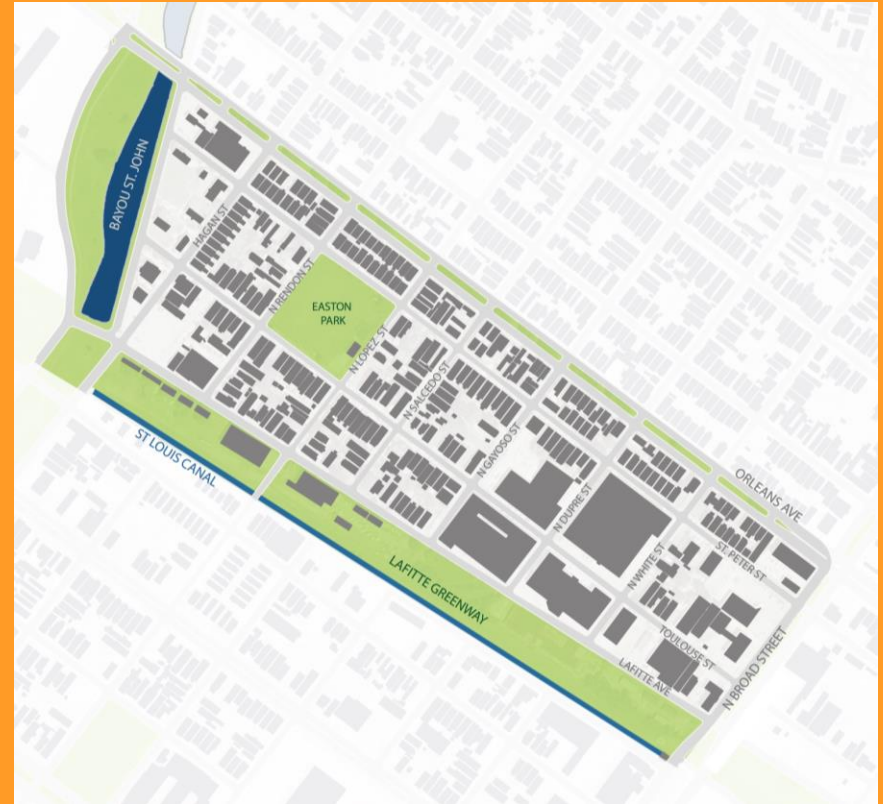 BAYOU ST. JOHN
HAGAN ST
N RENDON ST
EASTON
PARK
N LOPEZ ST
N SALCEDO ST
N GAYOSO ST
N DUPRE ST
N WHITE ST
ORLEANS AVE
ST. PETER ST
TOULOUSE ST
LAFITTE AVE
N BROAD STREET
ST LOUIS CANAL
LAFITTE GREENWAY